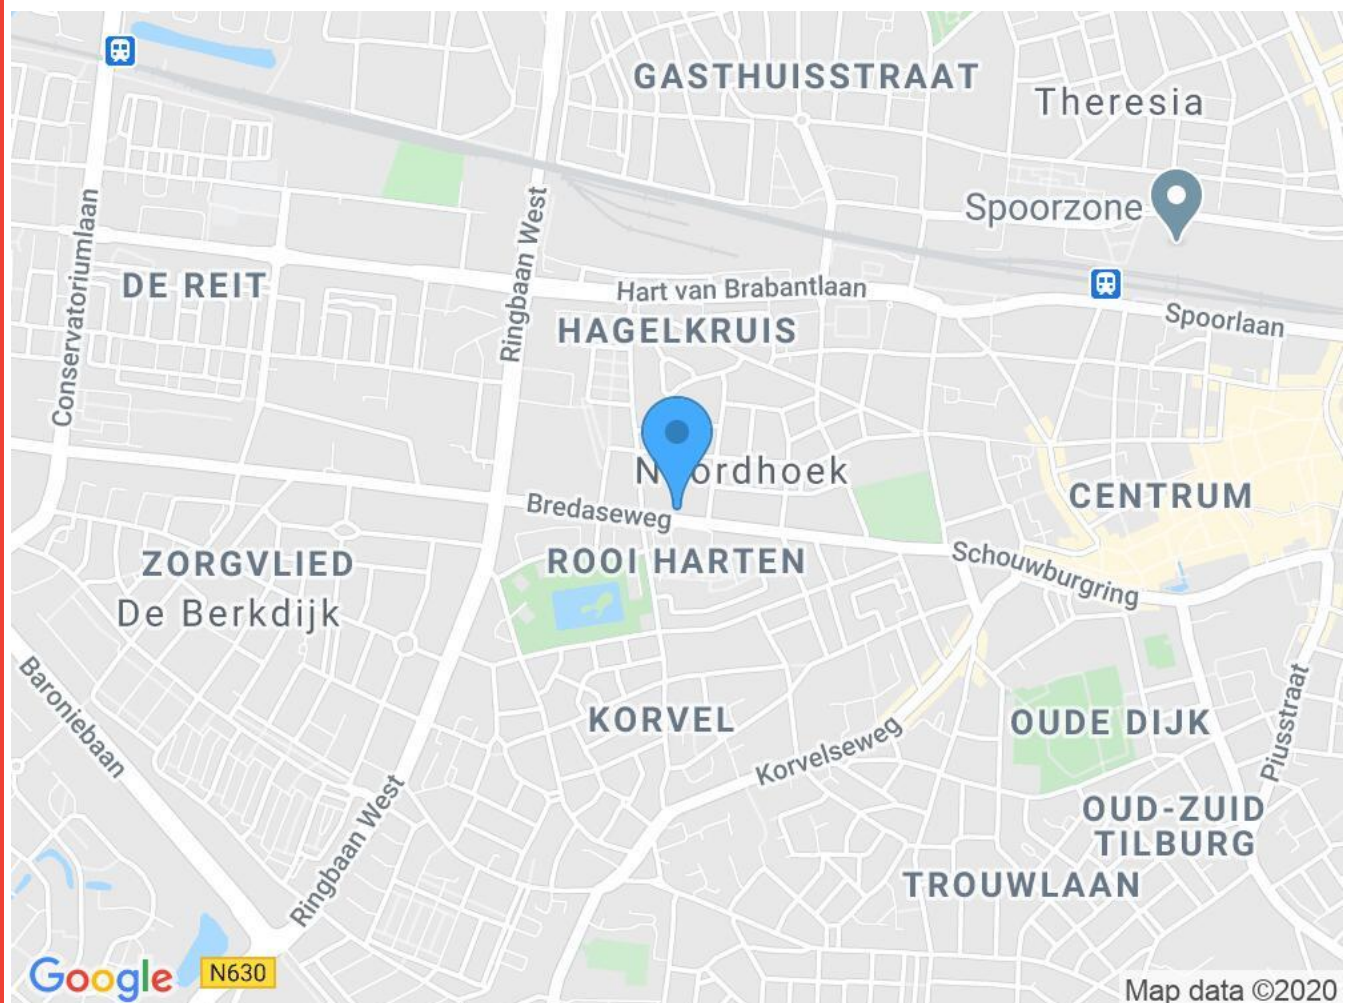 GASTHUISSTRAAT
Theresia
Spoorzone
Conservatoriumlaan
Ringbaan West
DE REIT
Hart van Brabantlaan
Spoorlaan
HAGELKRUIS
Noordhoek
CENTRUM
Bredaseweg
ROOI HARTEN
Schouwburgring
ZORGVLIED
De Berkdijk
Baroniebaan
KORVEL
Korvelseweg
OUDE DIJK
Piusstraat
OUD-ZUID
TILBURG
Ringbaan West
TROUWLAAN
Google
N630
Map data ©2020